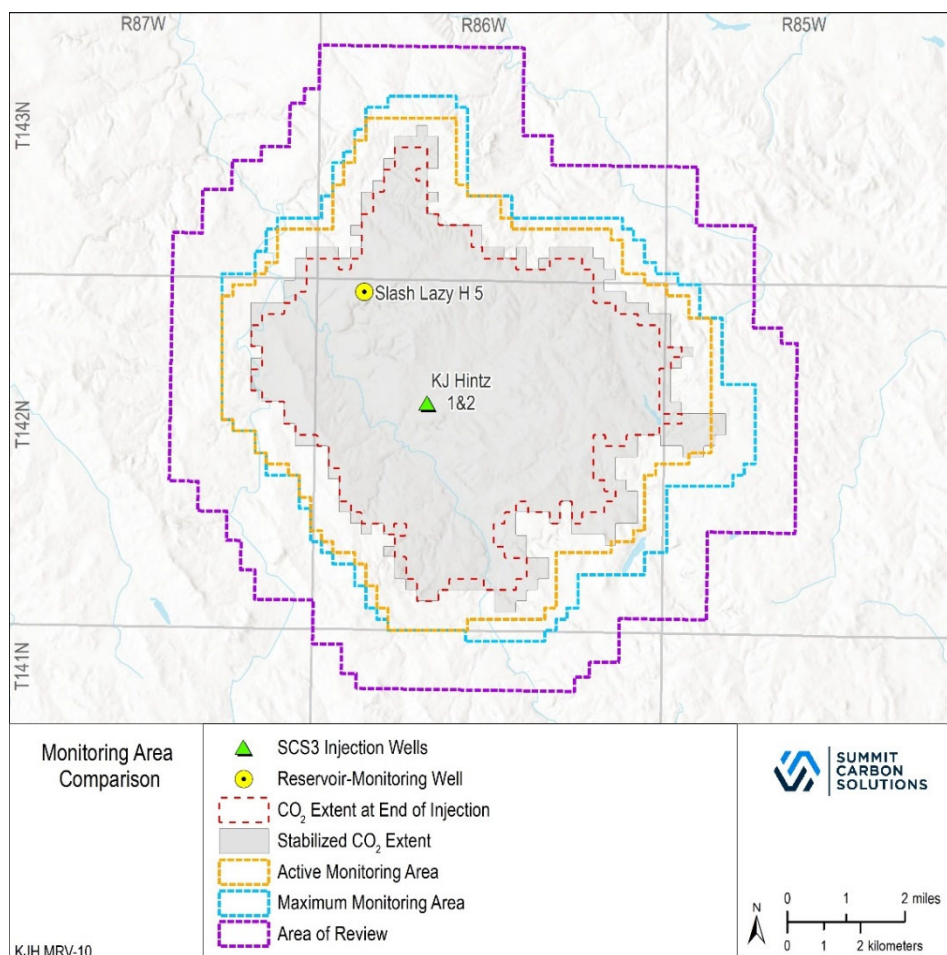 R87W
R86W
R85W
T143N
T142N
T141N
Slash Lazy H 5
KJ Hintz
1&2
Monitoring Area
Comparison
KJH MRV-10
SCS3 Injection Wells
Reservoir-Monitoring Well
CO₂ Extent at End of Injection
Stabilized CO₂ Extent
Active Monitoring Area
Maximum Monitoring Area
Area of Review
SUMMIT
CARBON
SOLUTIONS
N
0 1 2 miles
0 1 2 kilometers